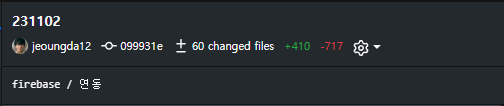 231102
jeoungda12 099931e 60 changed files +410 -717
firebase / 연동